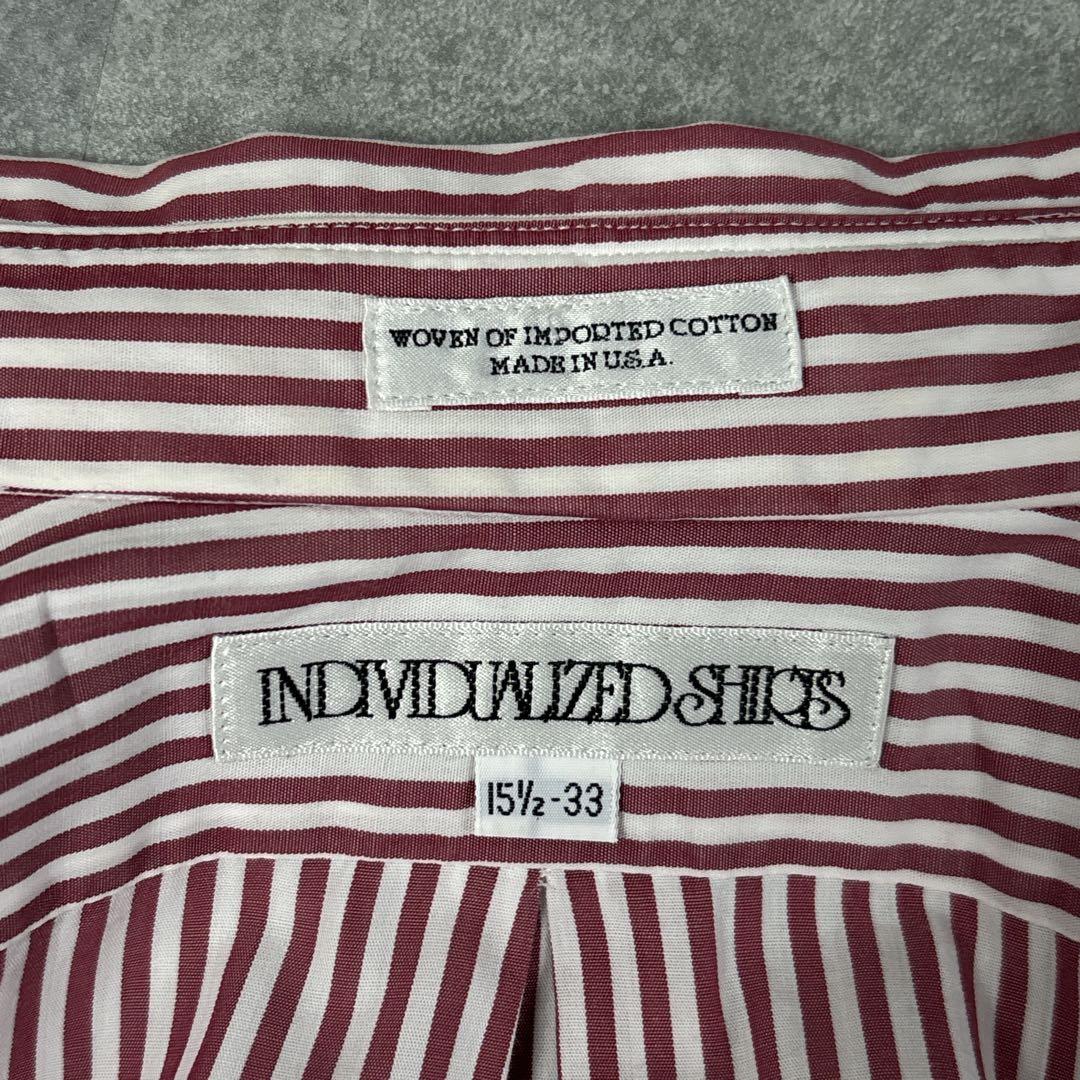 WOVEN OF IMPORTED COTTON
MADE IN U.S.A.
INDIVIDUALIZED SHIRTS
15½-33